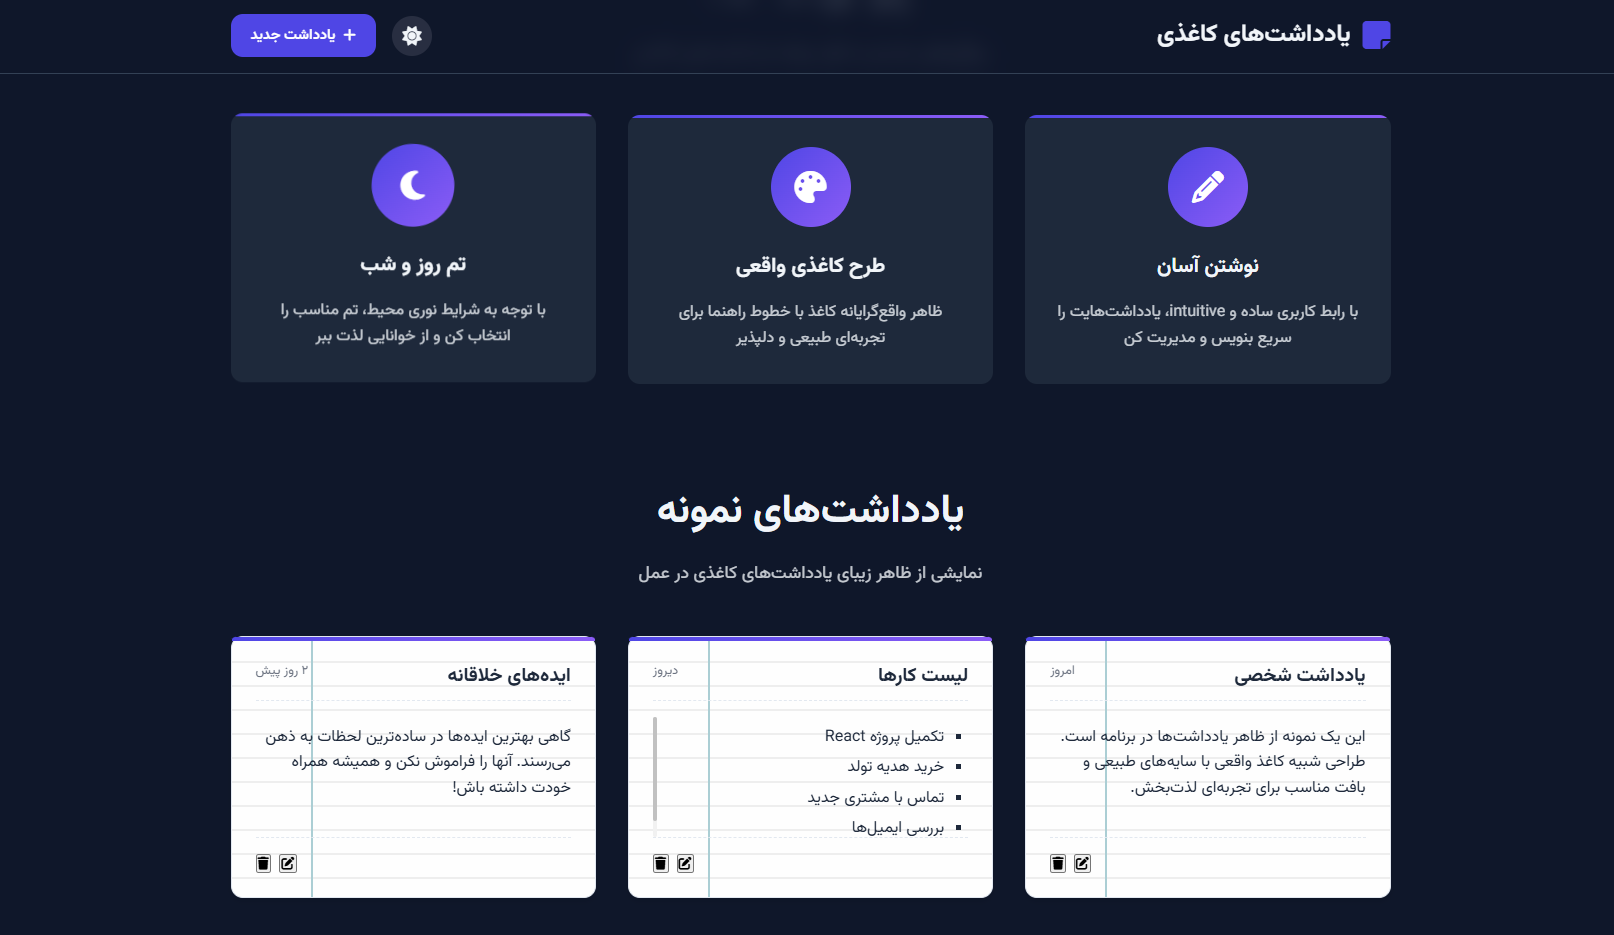 یادداشت‌های کاغذی
یادداشت جدید
نوشتن آسان
با رابط کاربری ساده و intuitive، یادداشت‌هایت را
سریع بنویس و مدیریت کن
طرح کاغذی واقعی
ظاهر واقع‌گرایانه کاغذ با خطوط راهنما برای
تجربه‌ای طبیعی و دلپذیر
تم روز و شب
با توجه به شرایط نوری محیط، تم مناسب را
انتخاب کن و از خوانایی لذت ببر
یادداشت‌های نمونه
نمایشی از ظاهر زیبای یادداشت‌های کاغذی در عمل
یادداشت شخصی
امروز
این یک نمونه از ظاهر یادداشت‌ها در برنامه است.
طراحی شبیه کاغذ واقعی با سایه‌های طبیعی و
بافت مناسب برای تجربه‌ای لذت‌بخش.
لیست کارها
دیروز
تکمیل پروژه React
خرید هدیه تولد
تماس با مشتری جدید
بررسی ایمیل‌ها
ایده‌های خلاقانه
۲ روز پیش
گاهی بهترین ایده‌ها در ساده‌ترین لحظات به ذهن
می‌رسند. آنها را فراموش نکن و همیشه همراه
خودت داشته باش!